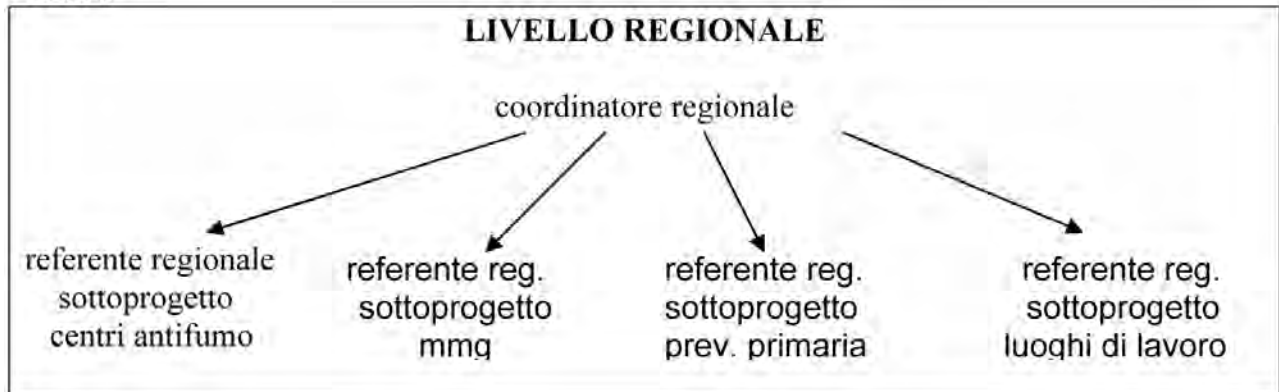 LIVELLO REGIONALE
coordinatore regionale
referente regionale
sottoprogetto
centri antifumo
referente reg.
sottoprogetto
mmg
referente reg.
sottoprogetto
prev. primaria
referente reg.
sottoprogetto
luoghi di lavoro